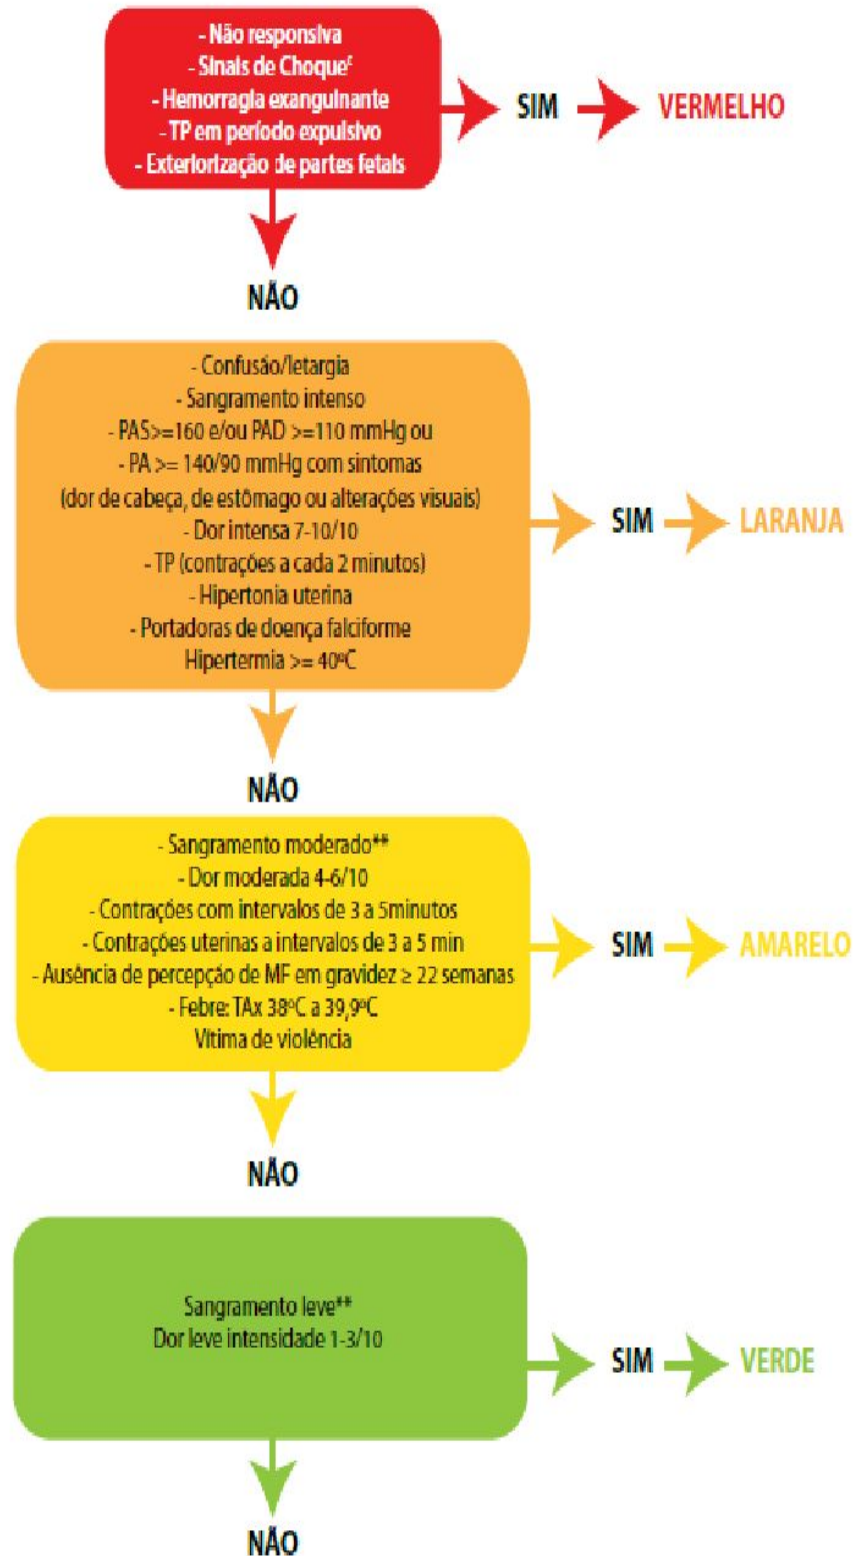 - Não responsiva
- Sinais de Choque£
- Hemorragia exanguinante
- TP em período expulsivo
- Exteriorização de partes fetais
SIM
VERMELHO
NÃO
- Confusão/letargia
- Sangramento intenso
- PAS>=160 e/ou PAD >=110 mmHg ou
- PA >= 140/90 mmHg com sintomas
(dor de cabeça, de estômago ou alterações visuais)
- Dor intensa 7-10/10
- TP (contrações a cada 2 minutos)
- Hipertonia uterina
- Portadoras de doença falciforme
Hipertermia >= 40ºC
SIM
LARANJA
NÃO
- Sangramento moderado**
- Dor moderada 4-6/10
- Contrações com intervalos de 3 a 5minutos
- Contrações uterinas a intervalos de 3 a 5 min
- Ausência de percepção de MF em gravidez ≥ 22 semanas
- Febre: TAx 38ºC a 39,9ºC
Vítima de violência
SIM
AMARELO
NÃO
Sangramento leve**
Dor leve intensidade 1-3/10
SIM
VERDE
NÃO